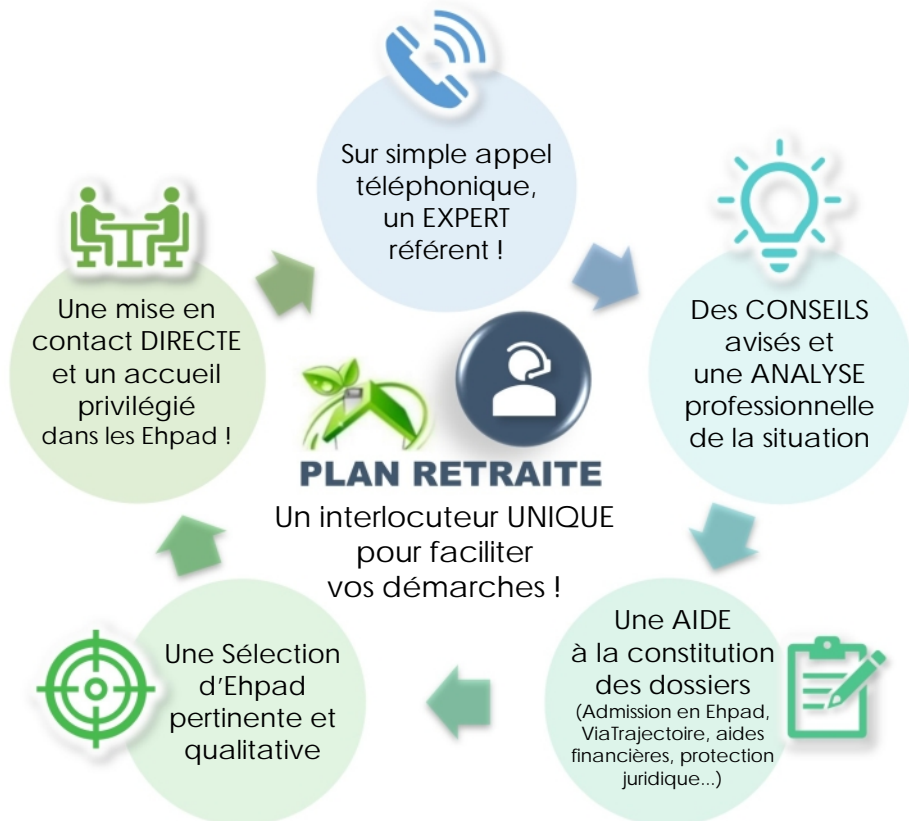 Sur simple appel
téléphonique,
un EXPERT
référent !
Des CONSEILS
avisés et
une ANALYSE
professionnelle
de la situation
Une AIDE
à la constitution
des dossiers
(Admission en Ehpad,
ViaTrajectoire, aides
financières, protection
juridique...)
Une Sélection
d'Ehpad
pertinente et
qualitative
Une mise en
contact DIRECTE
et un accueil
privilégié
dans les Ehpad !
PLAN RETRAITE
Un interlocuteur UNIQUE
pour faciliter
vos démarches !